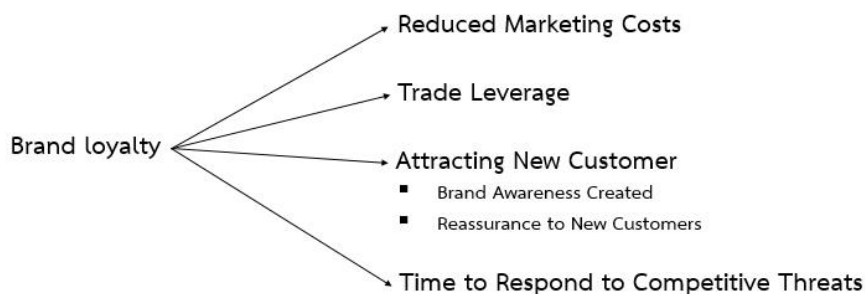 Reduced Marketing Costs
Trade Leverage
Brand loyalty
Attracting New Customer
▪ Brand Awareness Created
▪ Reassurance to New Customers
Time to Respond to Competitive Threats